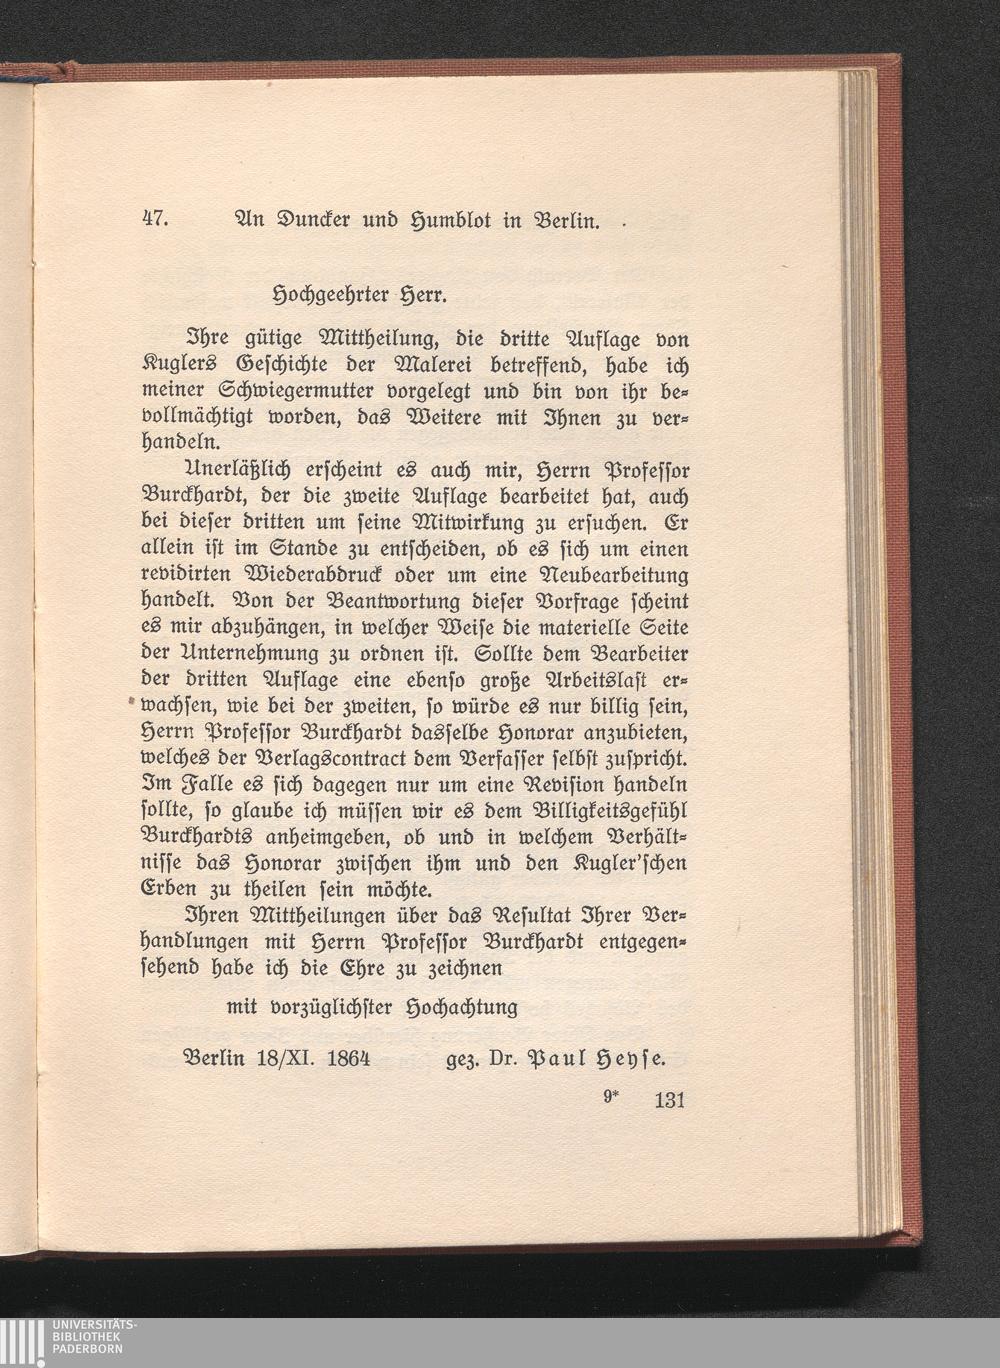 47. An Duncker und Humblot in Berlin.
Hochgeehrter Herr.
Ihre gütige Mittheilung, die dritte Auflage von
Kuglers Geschichte der Malerei betreffend, habe ich
meiner Schwiegermutter vorgelegt und bin von ihr be-
vollmächtigt worden, das Weitere mit Ihnen zu ver-
handeln.
Unerläßlich erscheint es auch mir, Herrn Professor
Burckhardt, der die zweite Auflage bearbeitet hat, auch
bei dieser dritten um seine Mitwirkung zu ersuchen. Er
allein ist im Stande zu entscheiden, ob es sich um einen
revidirten Wiederabdruck oder um eine Neubearbeitung
handelt. Von der Beantwortung dieser Vorfrage scheint
es mir abzuhängen, in welcher Weise die materielle Seite
der Unternehmung zu ordnen ist. Sollte dem Bearbeiter
der dritten Auflage eine ebenso große Arbeitslast er-
wachsen, wie bei der zweiten, so würde es nur billig sein,
Herrn Professor Burckhardt dasselbe Honorar anzubieten,
welches der Verlagscontract dem Verfasser selbst zuspricht.
Im Falle es sich dagegen nur um eine Revision handeln
sollte, so glaube ich müssen wir es dem Billigkeitsgefühl
Burckhardts anheimgeben, ob und in welchem Verhält-
nisse das Honorar zwischen ihm und den Kugler'schen
Erben zu theilen sein möchte.
Ihren Mittheilungen über das Resultat Ihrer Ver-
handlungen mit Herrn Professor Burckhardt entgegen-
sehend habe ich die Ehre zu zeichnen
mit vorzüglichster Hochachtung
Berlin 18/XI. 1864 gez. Dr. Paul Heyse.
9* 131
UNIVERSITÄTS-
BIBLIOTHEK
PADERBORN